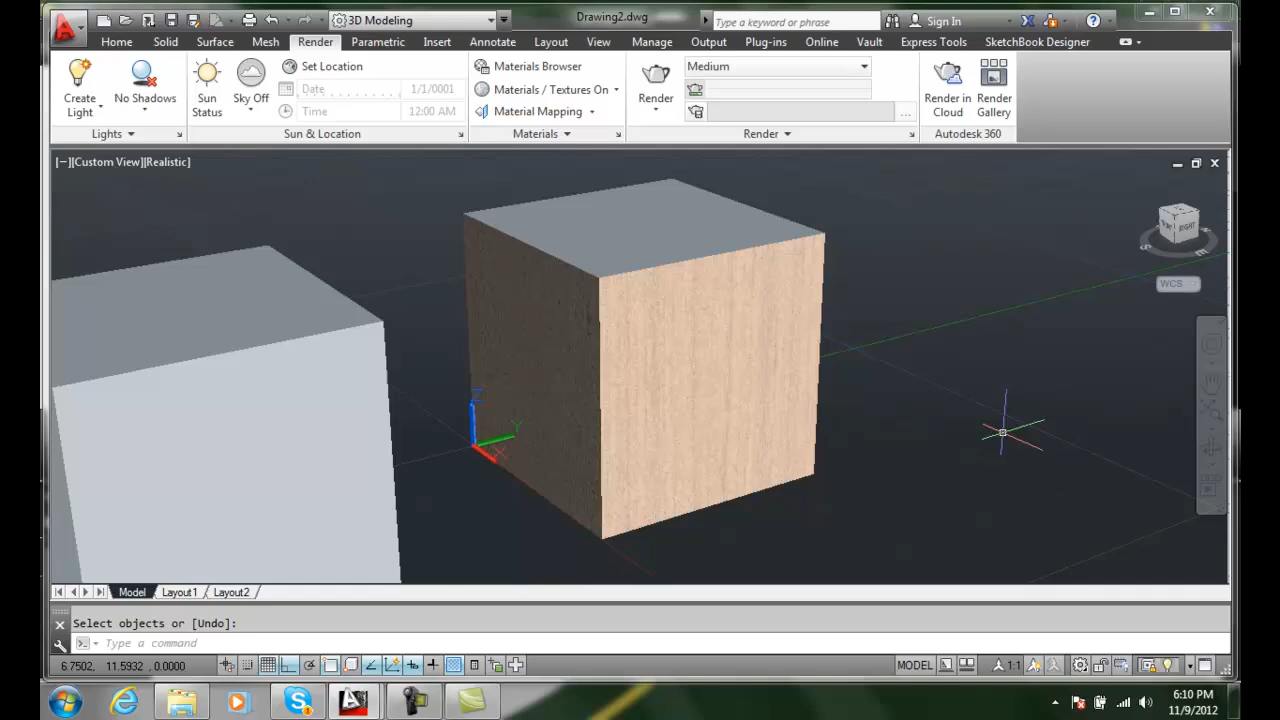 3D Modeling
Drawing2.dwg
Type a keyword or phrase
Sign In
Home Solid Surface Mesh Render Parametric Insert Annotate Layout View Manage Output Plug-ins Online Vault Express Tools SketchBook Designer
Create Light
No Shadows
Lights
Sun Status
Sky Off
Set Location
Date 1/1/0001
Time 12:00 AM
Sun & Location
Materials Browser
Materials / Textures On
Material Mapping
Materials
Render
Medium
Render
Render in Cloud
Render Gallery
Autodesk 360
[−][Custom View][Realistic]
RIGHT
WCS
Z
Y
X
Model Layout1 Layout2
Select objects or [Undo]:
Type a command
6.7502, 11.5932 , 0.0000
MODEL
1:1
6:10 PM
11/9/2012